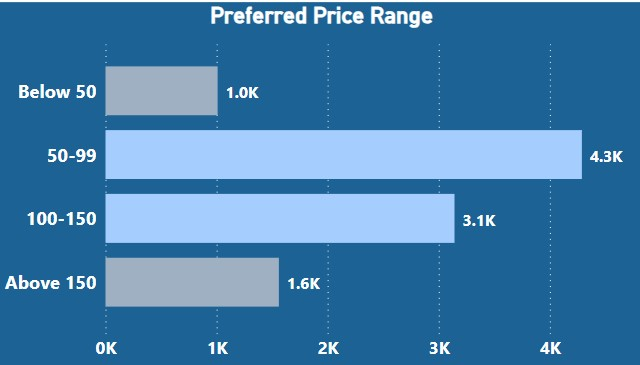 Preferred Price Range
Below 50
1.0K
50-99
4.3K
100-150
3.1K
Above 150
1.6K
0K 1K 2K 3K 4K